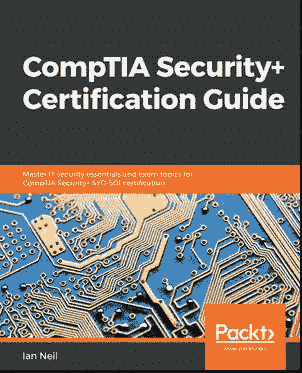 CompTIA Security+
Certification Guide
Master IT security essentials and exam topics for
CompTIA Security+ SY0-501 certification
Packt>
Ian Neil